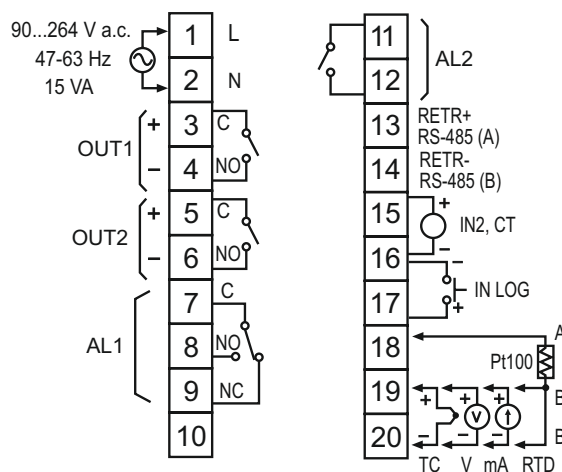 90...264 V a.c.
47-63 Hz
15 VA
1 L
2 N
OUT1
+ 3 C
− 4 NO
OUT2
+ 5 C
− 6 NO
AL1
7 C
8 NO
9 NC
10
11
12
AL2
13 RETR+
RS-485 (A)
14 RETR-
RS-485 (B)
15 +
IN2, CT
−
16 −
IN LOG
17 +
18 A
Pt100
19 + + + B
V
20 − − − B
TC V mA RTD